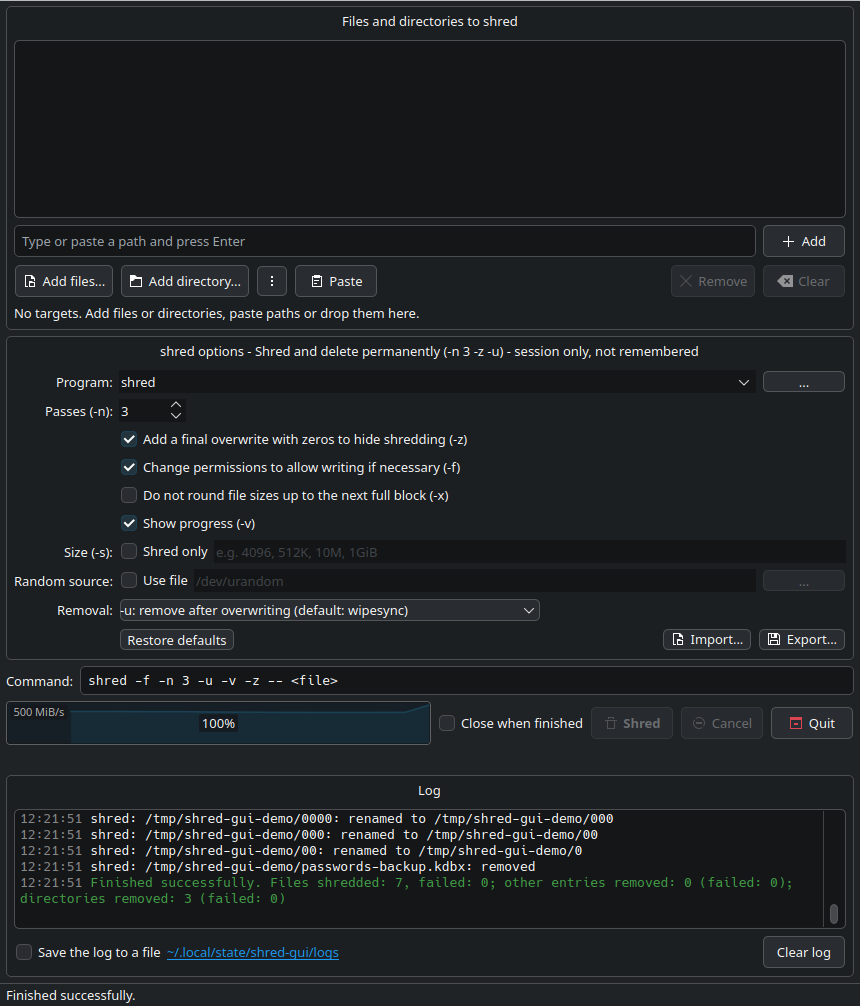 Files and directories to shred
Type or paste a path and press Enter
Add
Add files...
Add directory...
Paste
Remove
Clear
No targets. Add files or directories, paste paths or drop them here.
shred options - Shred and delete permanently (-n 3 -z -u) - session only, not remembered
Program: shred ...
Passes (-n): 3
Add a final overwrite with zeros to hide shredding (-z)
Change permissions to allow writing if necessary (-f)
Do not round file sizes up to the next full block (-x)
Show progress (-v)
Size (-s): Shred only e.g. 4096, 512K, 10M, 1GiB
Random source: Use file /dev/urandom ...
Removal: -u: remove after overwriting (default: wipesync)
Restore defaults Import... Export...
Command: shred -f -n 3 -u -v -z -- <file>
500 MiB/s 100% Close when finished Shred Cancel Quit
Log
12:21:51 shred: /tmp/shred-gui-demo/0000: renamed to /tmp/shred-gui-demo/000
12:21:51 shred: /tmp/shred-gui-demo/000: renamed to /tmp/shred-gui-demo/00
12:21:51 shred: /tmp/shred-gui-demo/00: renamed to /tmp/shred-gui-demo/0
12:21:51 shred: /tmp/shred-gui-demo/passwords-backup.kdbx: removed
12:21:51 Finished successfully. Files shredded: 7, failed: 0; other entries removed: 0 (failed: 0);
directories removed: 3 (failed: 0)
Save the log to a file ~/.local/state/shred-gui/logs Clear log
Finished successfully.